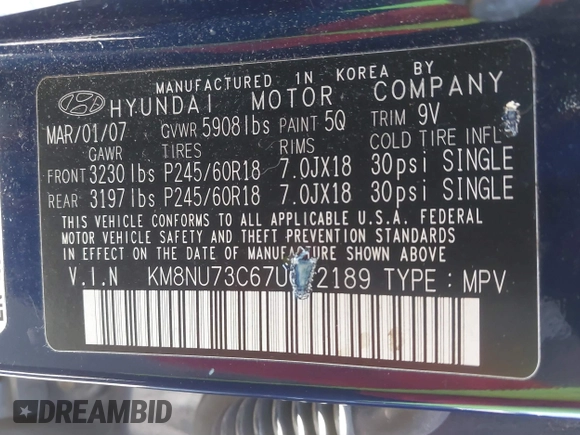 MANUFACTURED IN KOREA BY
HYUNDAI MOTOR COMPANY
MAR/01/07 GVWR 5908lbs PAINT 5Q TRIM 9V
GAWR TIRES RIMS COLD TIRE INFL
FRONT 3230lbs P245/60R18 7.0JX18 30psi SINGLE
REAR 3197lbs P245/60R18 7.0JX18 30psi SINGLE
THIS VEHICLE CONFORMS TO ALL APPLICABLE U.S.A. FEDERAL
MOTOR VEHICLE SAFETY AND THEFT PREVENTION STANDARDS
IN EFFECT ON THE DATE OF MANUFACTURE SHOWN ABOVE
V.I.N TYPE : MPV
DREAMBID